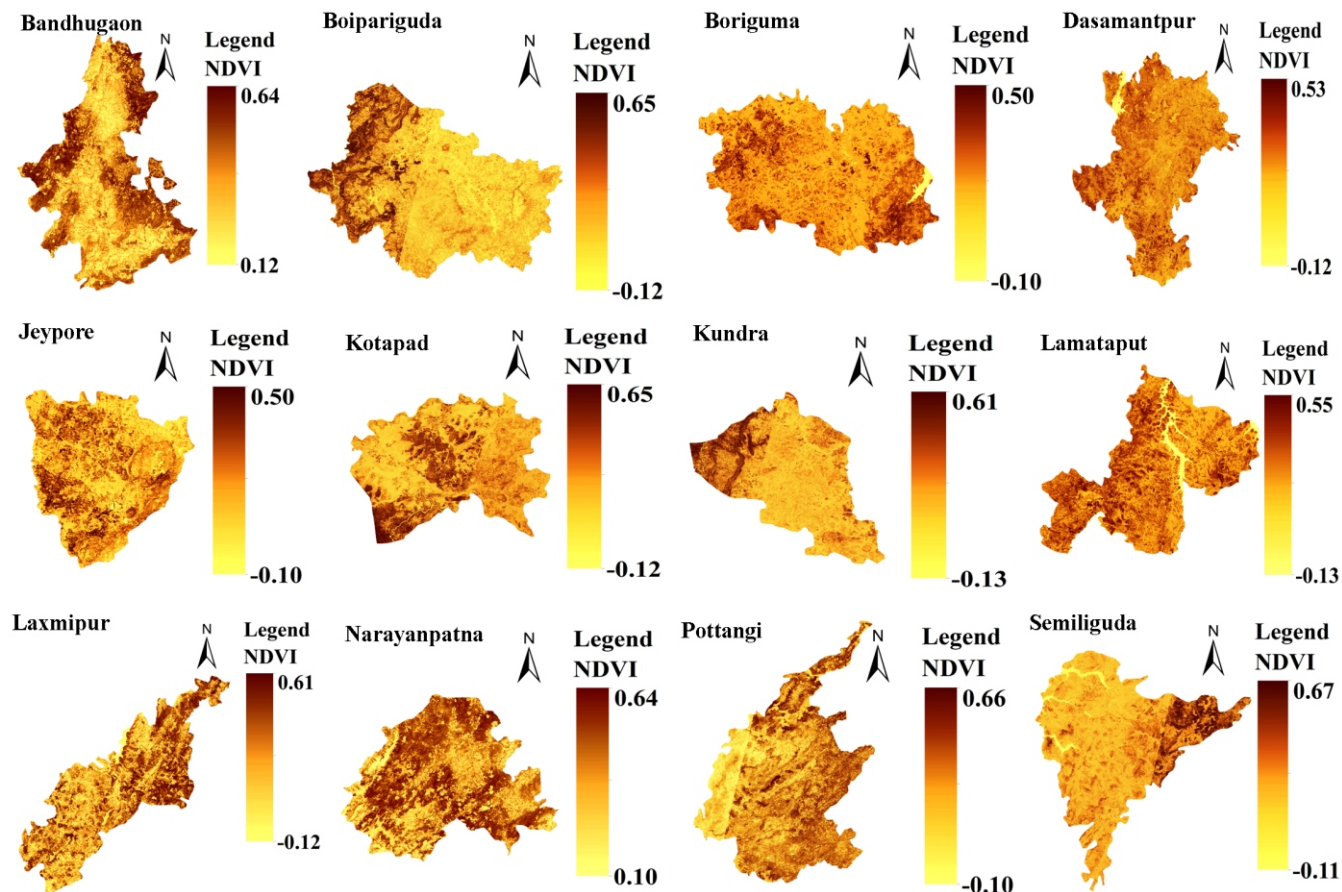 Bandhugaon
N
Legend
NDVI
0.64
0.12
Boipariguda
N
Legend
NDVI
0.65
-0.12
Boriguma
N
Legend
NDVI
0.50
-0.10
Dasamantpur
N
Legend
NDVI
0.53
-0.12
Jeypore
N
Legend
NDVI
0.50
-0.10
Kotapad
N
Legend
NDVI
0.65
-0.12
Kundra
N
Legend
NDVI
0.61
-0.13
Lamataput
N
Legend
NDVI
0.55
-0.13
Laxmipur
N
Legend
NDVI
0.61
-0.12
Narayanpatna
N
Legend
NDVI
0.64
0.10
Pottangi
N
Legend
NDVI
0.66
-0.10
Semiliguda
N
Legend
NDVI
0.67
-0.11